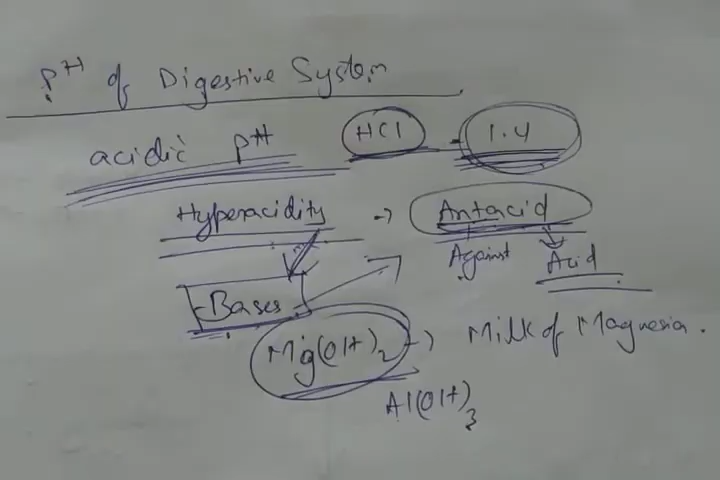 pH of Digestive System
acidic pH HCl - 1.4
Hyperacidity → Antacid
Against Acid
Bases
Mg(OH)2 → Milk of Magnesia.
Al(OH)3